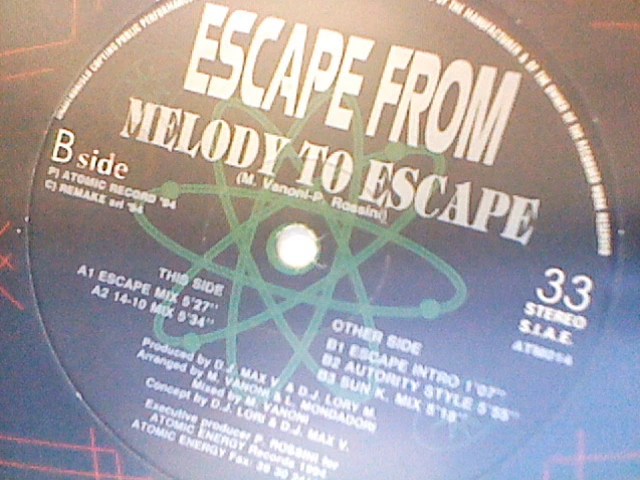 ESCAPE FROM
MELODY TO ESCAPE
(M. Vanoni-P. Rossini)
B side
P) ATOMIC RECORD '94
C) REMAKE srl '94
THIS SIDE
A1 ESCAPE MIX 5'27''
A2 14-10 MIX 5'34''
33
STEREO
S.I.A.E.
OTHER SIDE
B1 ESCAPE INTRO 1'07''
B2 AUTORITY STYLE 5'55''
B3 SUN K. MIX 5'18''
Produced by D.J. MAX V. & D.J. LORY M.
Arranged by M. VANONI & L. MONDADORI
Mixed by M. VANONI
Concept by D.J. LORI & D.J. MAX V.
Executive producer P. ROSSINI for
ATOMIC ENERGY Records 1994
ATOMIC ENERGY Fax: